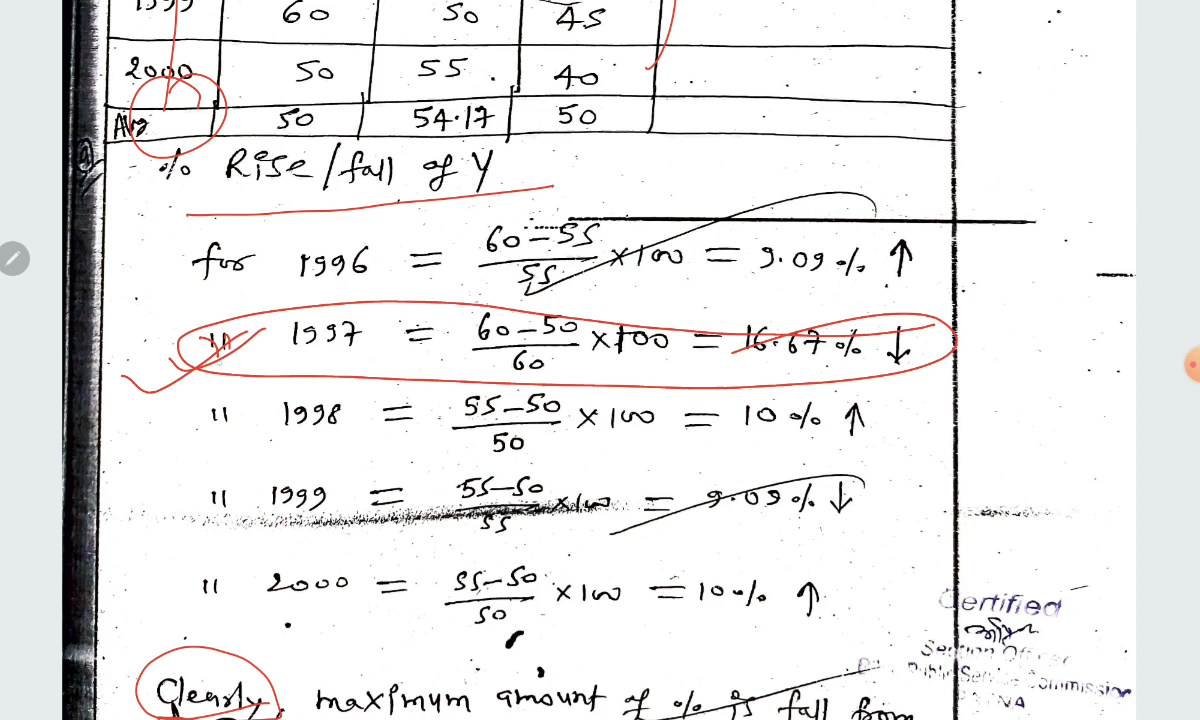 1999 60 50 45
2000 50 55 40
Avg 50 54.17 50
% Rise/fall of Y
for 1996 = 60-55/55 ×100 = 9.09% ↑
" 1997 = 60-50/60 ×100 = 16.67% ↓
" 1998 = 55-50/50 ×100 = 10% ↑
" 1999 = 55-50/55 ×100 = 9.09% ↓
" 2000 = 55-50/50 ×100 = 10% ↑
Certified
Section Officer
Public Service Commission
Clearly, maximum amount of % is fall from